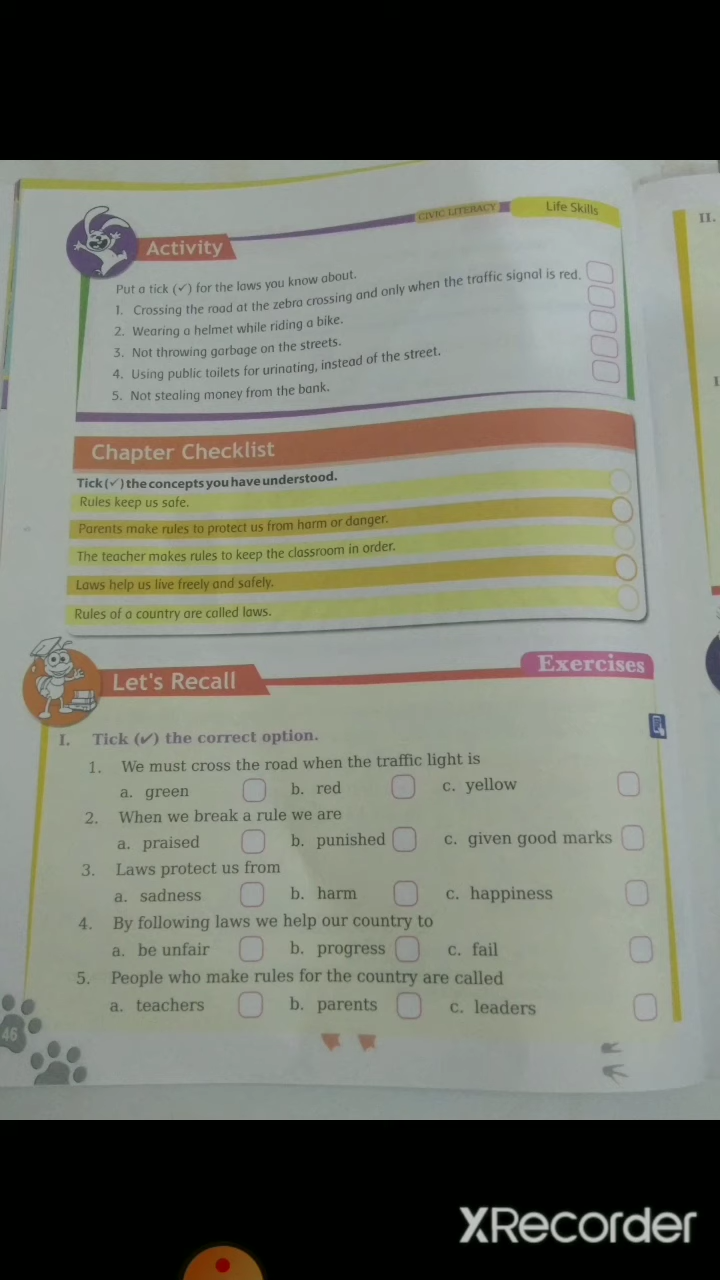 CIVIC LITERACY
Life Skills
Activity
Put a tick (✓) for the laws you know about.
1. Crossing the road at the zebra crossing and only when the traffic signal is red.
2. Wearing a helmet while riding a bike.
3. Not throwing garbage on the streets.
4. Using public toilets for urinating, instead of the street.
5. Not stealing money from the bank.
Chapter Checklist
Tick (✓) the concepts you have understood.
Rules keep us safe.
Parents make rules to protect us from harm or danger.
The teacher makes rules to keep the classroom in order.
Laws help us live freely and safely.
Rules of a country are called laws.
Exercises
Let's Recall
I. Tick (✓) the correct option.
1. We must cross the road when the traffic light is
a. green b. red c. yellow
2. When we break a rule we are
a. praised b. punished c. given good marks
3. Laws protect us from
a. sadness b. harm c. happiness
4. By following laws we help our country to
a. be unfair b. progress c. fail
5. People who make rules for the country are called
a. teachers b. parents c. leaders
46
II.
XRecorder